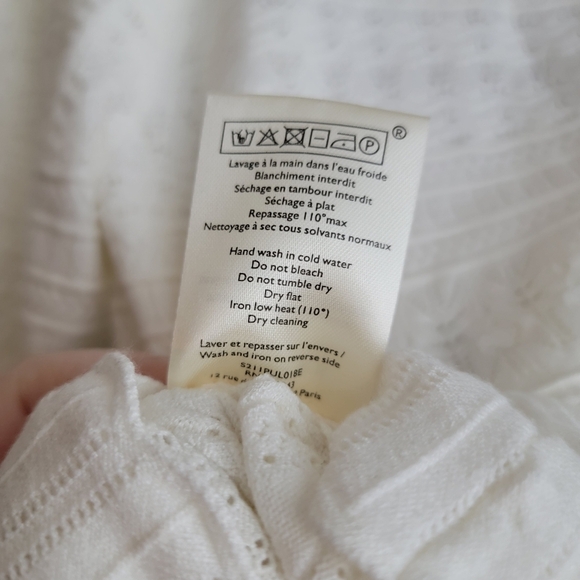 ®
P
Lavage à la main dans l'eau froide
Blanchiment interdit
Séchage en tambour interdit
Séchage à plat
Repassage 110°max
Nettoyage à sec tous solvants normaux
Hand wash in cold water
Do not bleach
Do not tumble dry
Dry flat
Iron low heat (110°)
Dry cleaning
Laver et repasser sur l'envers /
Wash and iron on reverse side
S211PUL018E
Paris